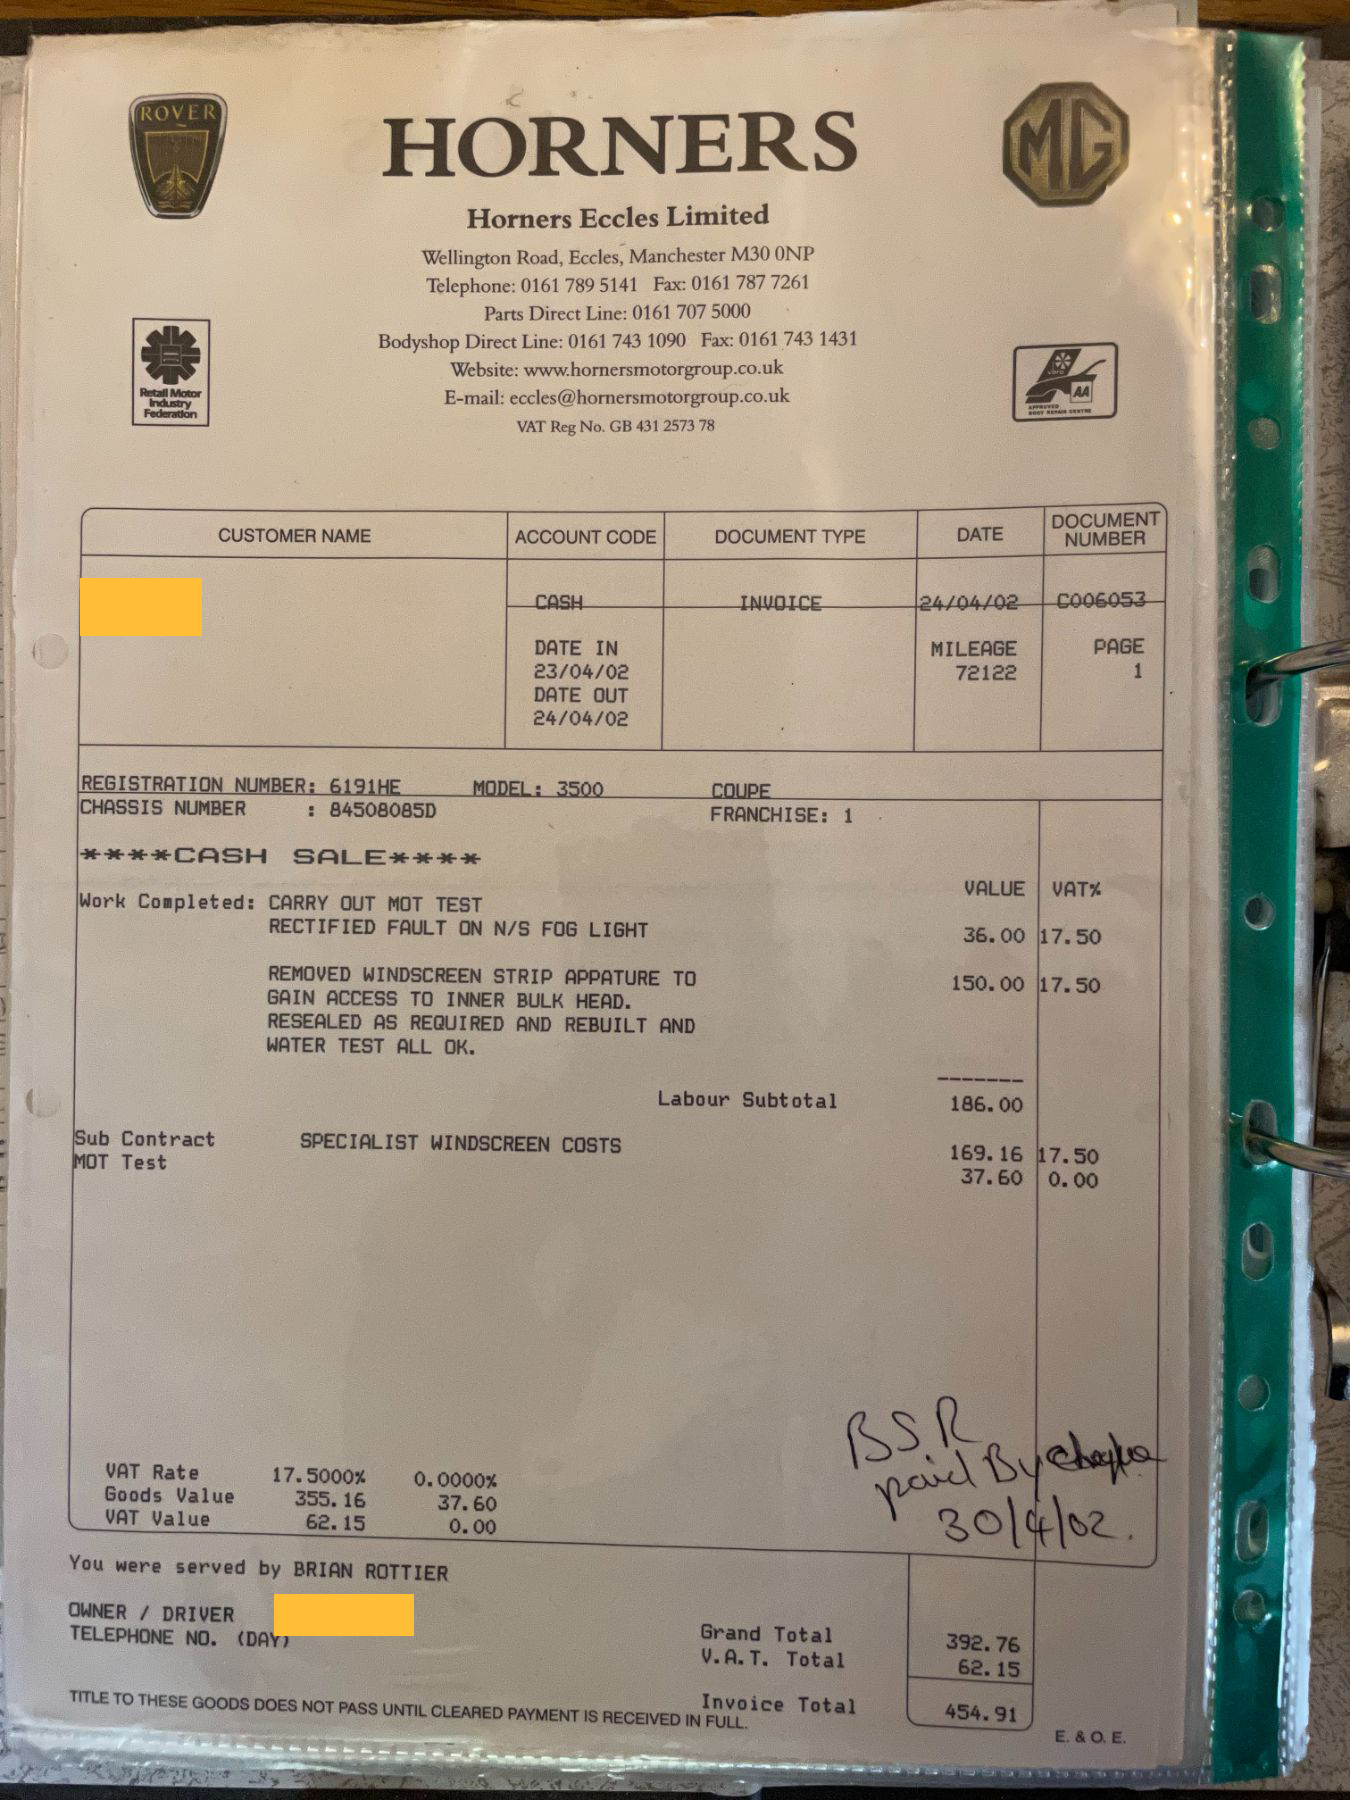 ROVER
HORNERS
MG
Horners Eccles Limited
Wellington Road, Eccles, Manchester M30 0NP
Telephone: 0161 789 5141 Fax: 0161 787 7261
Parts Direct Line: 0161 707 5000
Bodyshop Direct Line: 0161 743 1090 Fax: 0161 743 1431
Website: www.hornersmotorgroup.co.uk
E-mail: eccles@hornersmotorgroup.co.uk
VAT Reg No. GB 431 2573 78
Retail Motor
Industry
Federation
AA
APPROVED
BODY REPAIR CENTRE
CUSTOMER NAME ACCOUNT CODE DOCUMENT TYPE DATE DOCUMENT NUMBER
CASH INVOICE 24/04/02 C006053
DATE IN MILEAGE PAGE
23/04/02 72122 1
DATE OUT
24/04/02
REGISTRATION NUMBER: 6191HE MODEL: 3500 COUPE
CHASSIS NUMBER : 84508085D FRANCHISE: 1
****CASH SALE****
VALUE VAT%
Work Completed: CARRY OUT MOT TEST
RECTIFIED FAULT ON N/S FOG LIGHT 36.00 17.50
REMOVED WINDSCREEN STRIP APPATURE TO 150.00 17.50
GAIN ACCESS TO INNER BULK HEAD.
RESEALED AS REQUIRED AND REBUILT AND
WATER TEST ALL OK.
-------
Labour Subtotal 186.00
Sub Contract SPECIALIST WINDSCREEN COSTS 169.16 17.50
MOT Test 37.60 0.00
BSR
paid By cheque
30/4/02.
VAT Rate 17.5000% 0.0000%
Goods Value 355.16 37.60
VAT Value 62.15 0.00
You were served by BRIAN ROTTIER
OWNER / DRIVER
TELEPHONE NO. (DAY)
Grand Total 392.76
V.A.T. Total 62.15
Invoice Total 454.91
TITLE TO THESE GOODS DOES NOT PASS UNTIL CLEARED PAYMENT IS RECEIVED IN FULL.
E. & O. E.